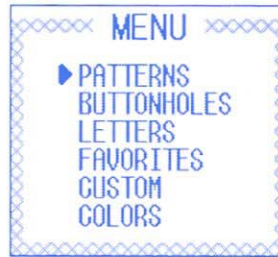 MENU
PATTERNS
BUTTONHOLES
LETTERS
FAVORITES
CUSTOM
COLORS